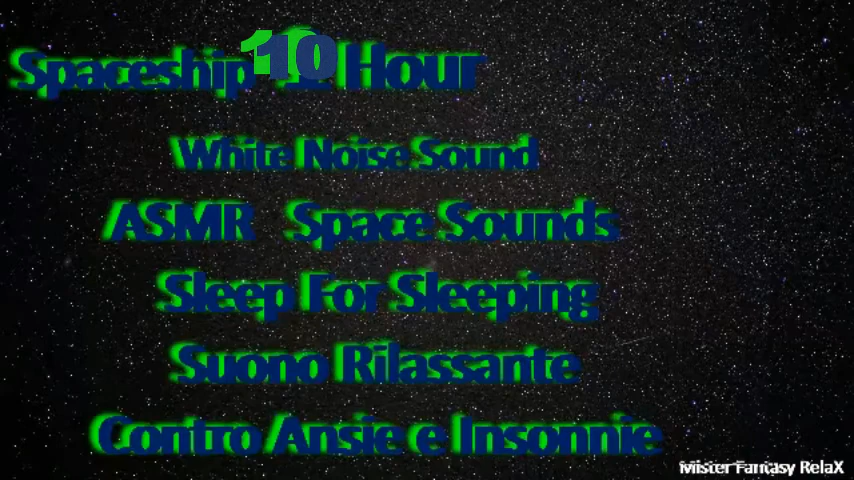 Spaceship 10 Hour
White Noise Sound
ASMR Space Sounds
Sleep For Sleeping
Suono Rilassante
Contro Ansie e Insonnie
Mister Fantasy RelaX